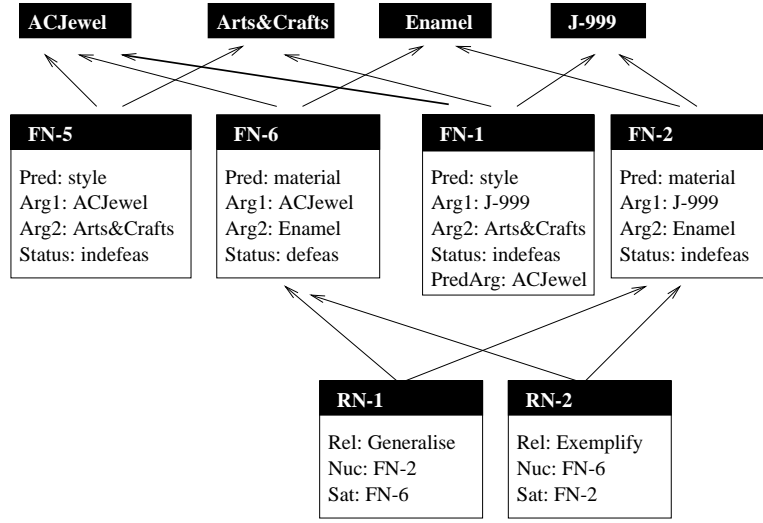 ACJewel
Arts&Crafts
Enamel
J-999
FN-5
Pred: style
Arg1: ACJewel
Arg2: Arts&Crafts
Status: indefeas
FN-6
Pred: material
Arg1: ACJewel
Arg2: Enamel
Status: defeas
FN-1
Pred: style
Arg1: J-999
Arg2: Arts&Crafts
Status: indefeas
PredArg: ACJewel
FN-2
Pred: material
Arg1: J-999
Arg2: Enamel
Status: indefeas
RN-1
Rel: Generalise
Nuc: FN-2
Sat: FN-6
RN-2
Rel: Exemplify
Nuc: FN-6
Sat: FN-2